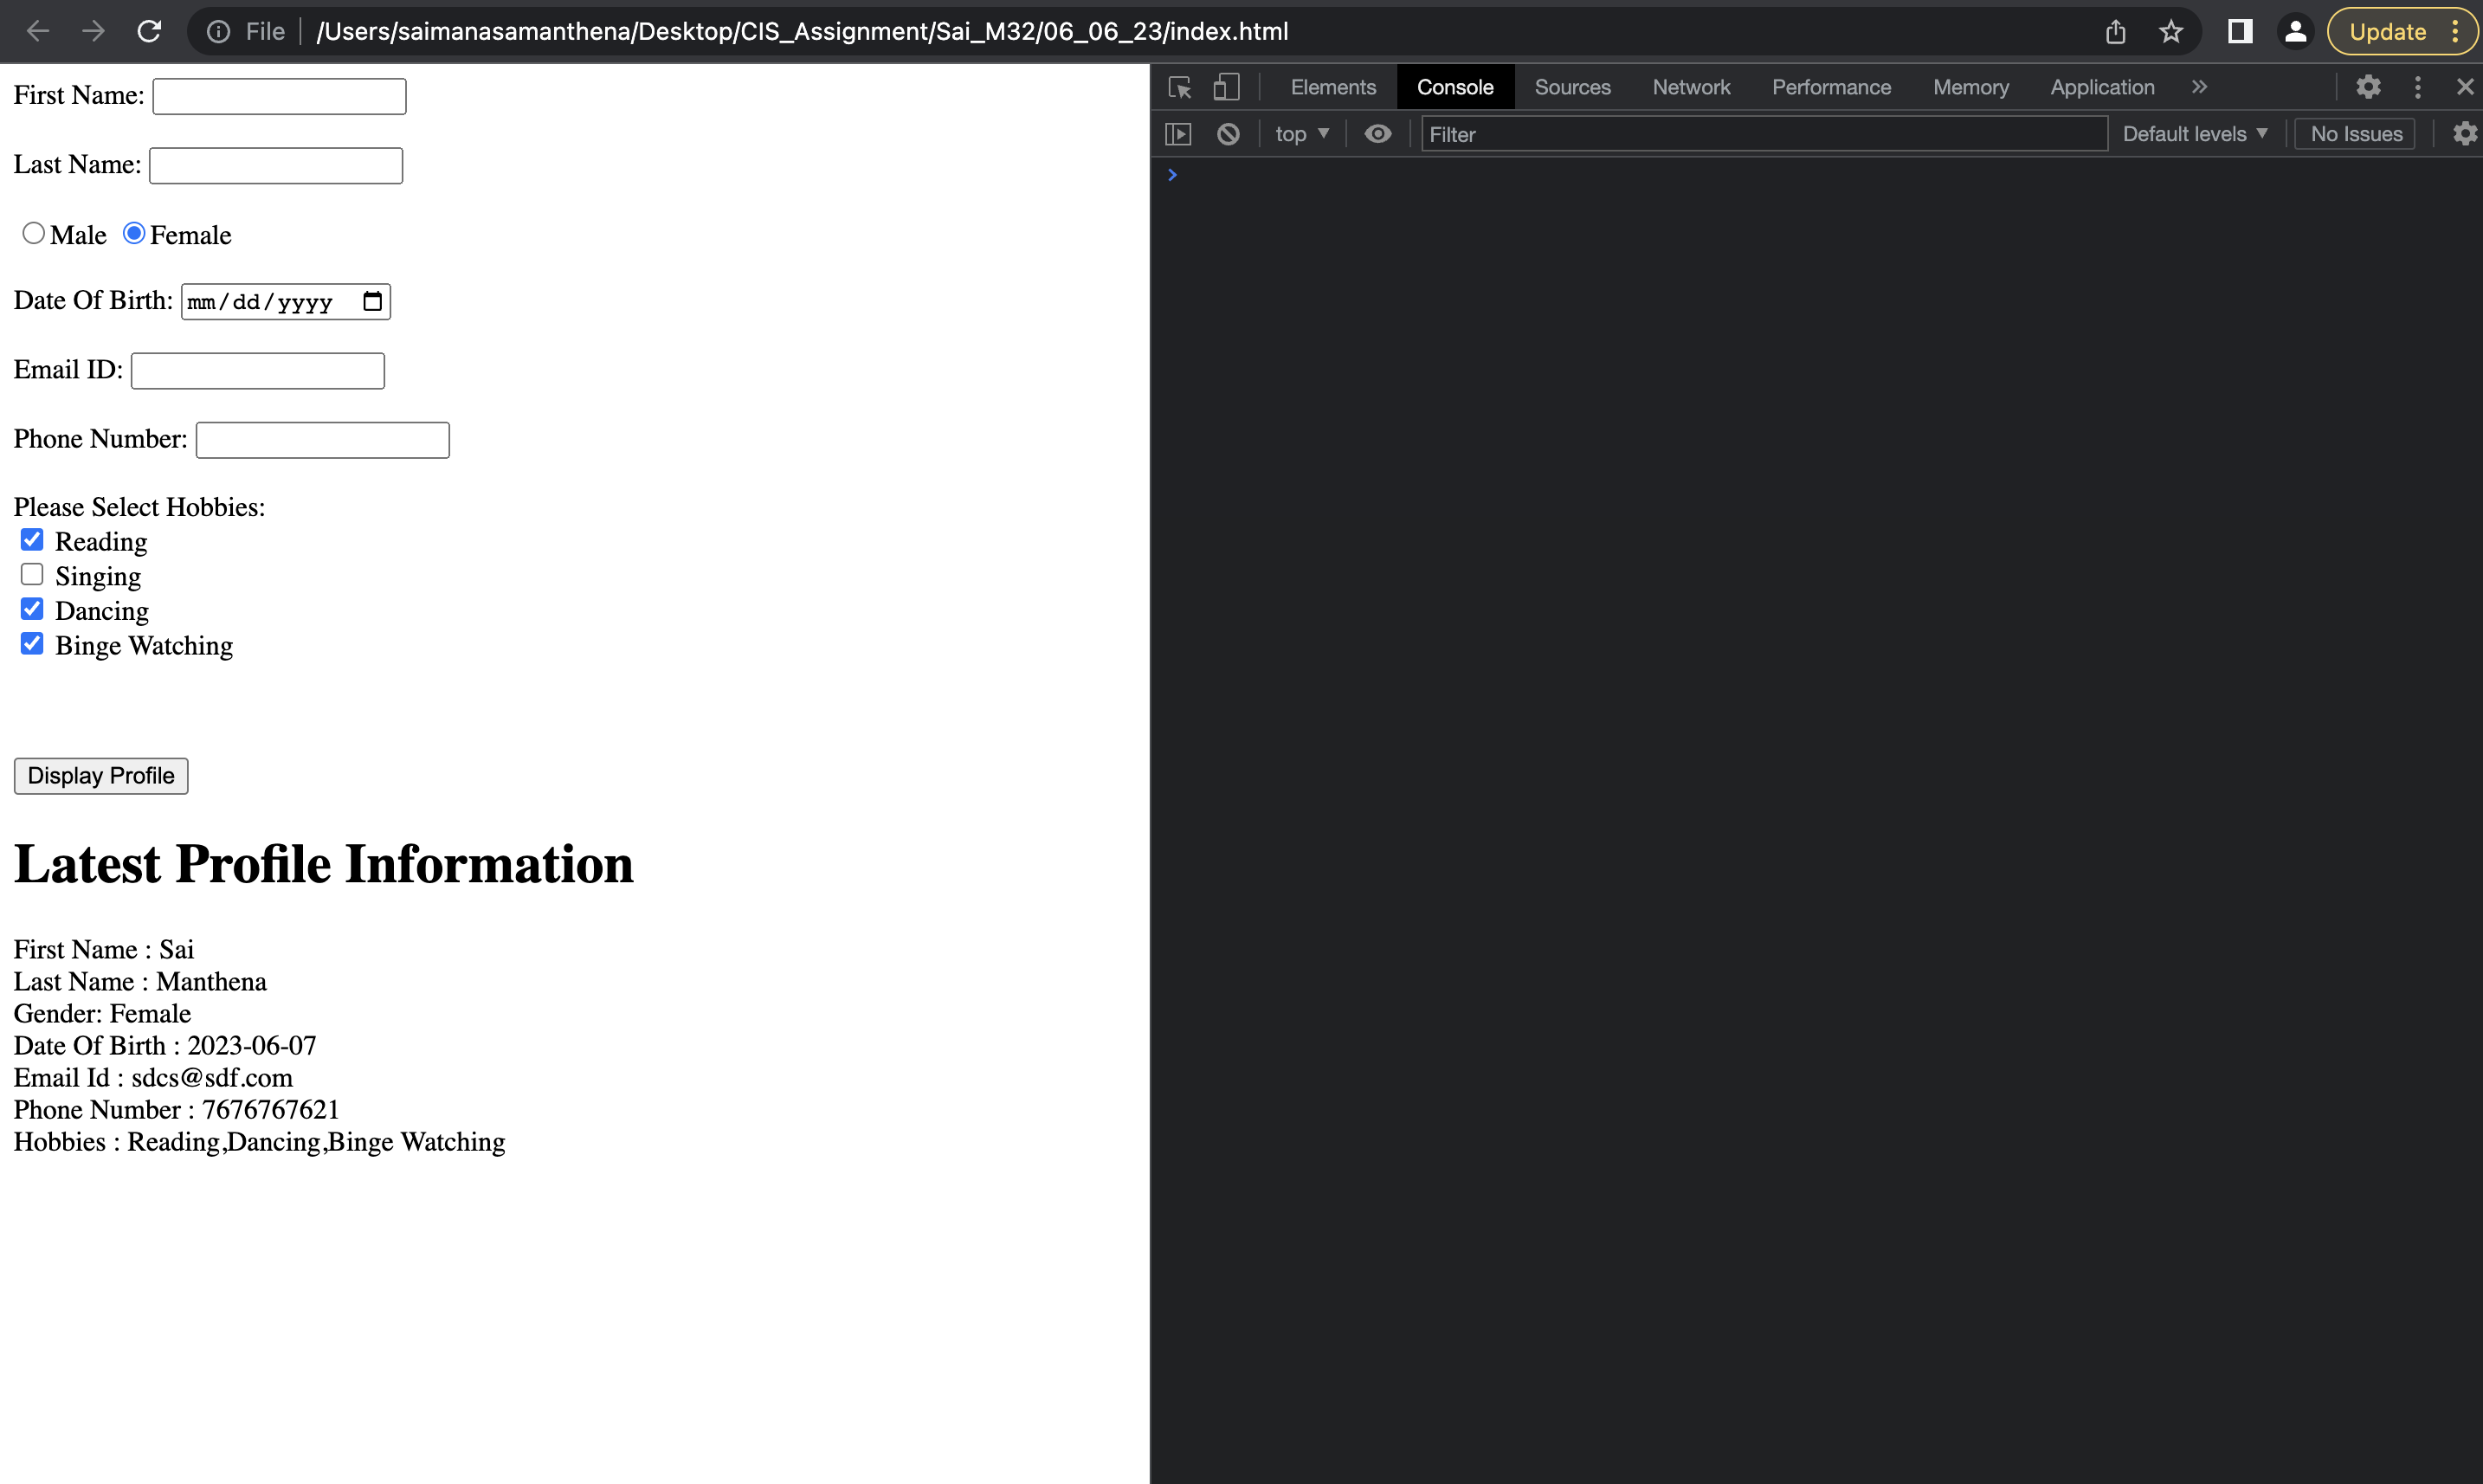 File /Users/saimanasamanthena/Desktop/CIS_Assignment/Sai_M32/06_06_23/index.html Update
Elements Console Sources Network Performance Memory Application
top Filter Default levels No Issues
First Name:
Last Name:
Male Female
Date Of Birth: mm/dd/yyyy
Email ID:
Phone Number:
Please Select Hobbies:
Reading
Singing
Dancing
Binge Watching
Display Profile
Latest Profile Information
First Name : Sai
Last Name : Manthena
Gender: Female
Date Of Birth : 2023-06-07
Email Id : sdcs@sdf.com
Phone Number : 7676767621
Hobbies : Reading,Dancing,Binge Watching